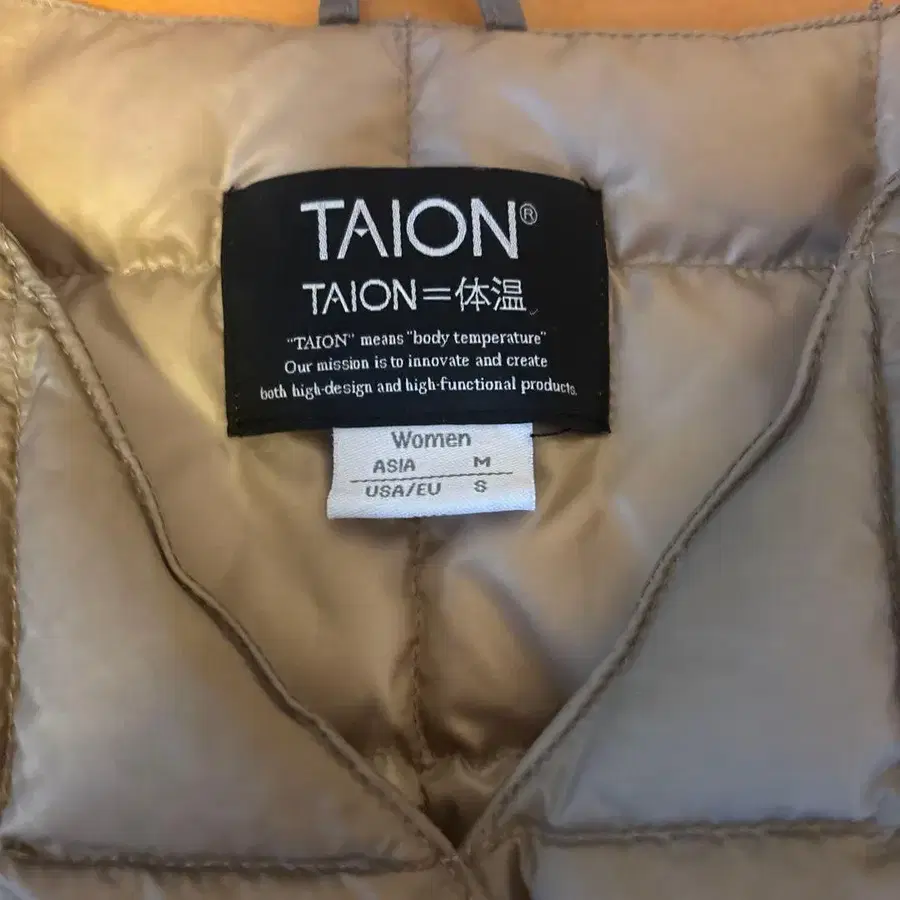 TAION®
TAION=体温
"TAION" means "body temperature"
Our mission is to innovate and create
both high-design and high-functional products.
Women
ASIA M
USA/EU S